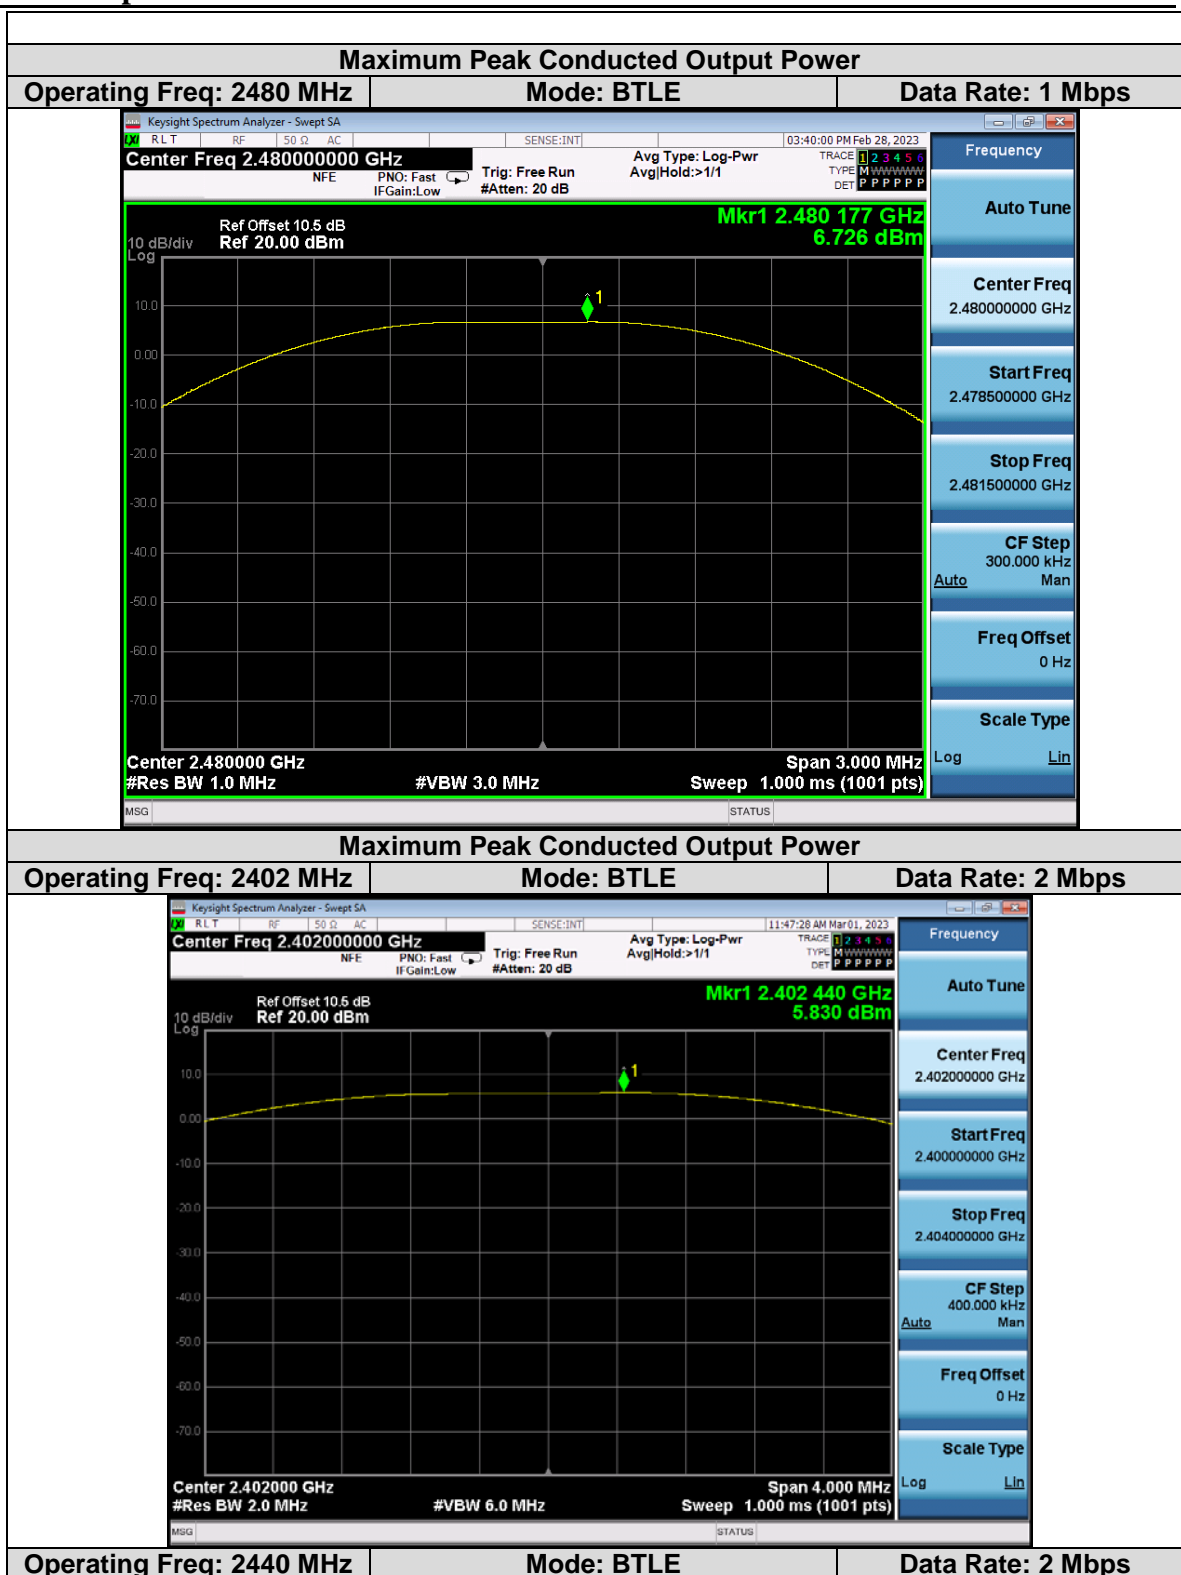 Maximum Peak Conducted Output Power
Operating Freq: 2480 MHz Mode: BTLE Data Rate: 1 Mbps
Keysight Spectrum Analyzer - Swept SA
LXI RLT RF 50 Ω AC SENSE:INT 03:40:00 PM Feb 28, 2023
Center Freq 2.480000000 GHz Avg Type: Log-Pwr TRACE 1 2 3 4 5 6
NFE PNO: Fast Trig: Free Run Avg|Hold:>1/1 TYPE M WWWWW
IFGain:Low #Atten: 20 dB DET P P P P P P
Frequency
Mkr1 2.480 177 GHz
6.726 dBm
Ref Offset 10.5 dB
10 dB/div Ref 20.00 dBm
Log
1
10.0
0.00
-10.0
-20.0
-30.0
-40.0
-50.0
-60.0
-70.0
Center 2.480000 GHz Span 3.000 MHz
#Res BW 1.0 MHz #VBW 3.0 MHz Sweep 1.000 ms (1001 pts)
MSG STATUS
Auto Tune
Center Freq
2.480000000 GHz
Start Freq
2.478500000 GHz
Stop Freq
2.481500000 GHz
CF Step
300.000 kHz
Auto Man
Freq Offset
0 Hz
Scale Type
Log Lin
Maximum Peak Conducted Output Power
Operating Freq: 2402 MHz Mode: BTLE Data Rate: 2 Mbps
Keysight Spectrum Analyzer - Swept SA
LXI RLT RF 50 Ω AC SENSE:INT 11:47:28 AM Mar 01, 2023
Center Freq 2.402000000 GHz Avg Type: Log-Pwr TRACE 1 2 3 4 5 6
NFE PNO: Fast Trig: Free Run Avg|Hold:>1/1 TYPE M WWWWW
IFGain:Low #Atten: 20 dB DET P P P P P P
Frequency
Mkr1 2.402 440 GHz
5.830 dBm
Ref Offset 10.5 dB
10 dB/div Ref 20.00 dBm
Log
1
10.0
0.00
-10.0
-20.0
-30.0
-40.0
-50.0
-60.0
-70.0
Center 2.402000 GHz Span 4.000 MHz
#Res BW 2.0 MHz #VBW 6.0 MHz Sweep 1.000 ms (1001 pts)
MSG STATUS
Auto Tune
Center Freq
2.402000000 GHz
Start Freq
2.400000000 GHz
Stop Freq
2.404000000 GHz
CF Step
400.000 kHz
Auto Man
Freq Offset
0 Hz
Scale Type
Log Lin
Operating Freq: 2440 MHz Mode: BTLE Data Rate: 2 Mbps